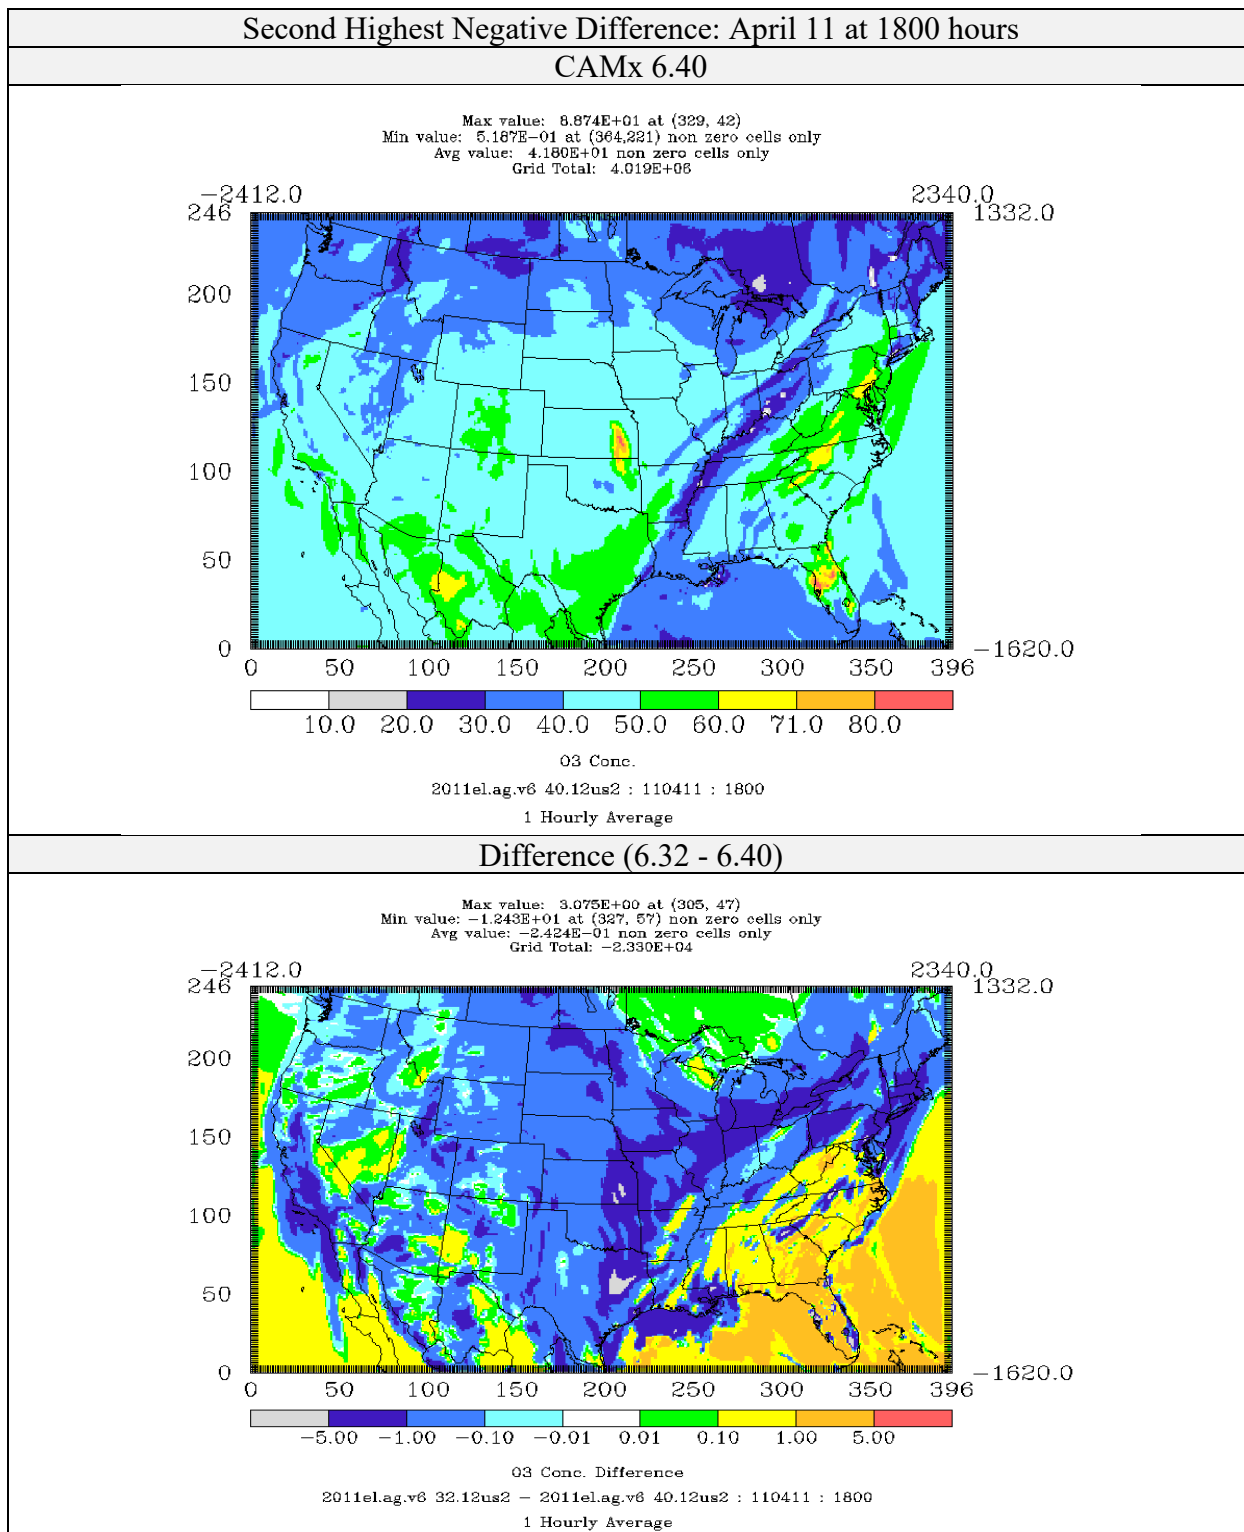 Second Highest Negative Difference: April 11 at 1800 hours
CAMx 6.40
Max value: 8.874E+01 at (329, 42)
Min value: 5.187E-01 at (364,221) non zero cells only
Avg value: 4.180E+01 non zero cells only
Grid Total: 4.019E+06
-2412.0 2340.0
246 1332.0
200
150
100
50
0 -1620.0
0 50 100 150 200 250 300 350 396
10.0 20.0 30.0 40.0 50.0 60.0 71.0 80.0
O3 Conc.
2011el.ag.v6 40.12us2 : 110411 : 1800
1 Hourly Average
Difference (6.32 - 6.40)
Max value: 3.075E+00 at (305, 47)
Min value: -1.243E+01 at (327, 57) non zero cells only
Avg value: -2.424E-01 non zero cells only
Grid Total: -2.330E+04
-2412.0 2340.0
246 1332.0
200
150
100
50
0 -1620.0
0 50 100 150 200 250 300 350 396
-5.00 -1.00 -0.10 -0.01 0.01 0.10 1.00 5.00
O3 Conc. Difference
2011el.ag.v6 32.12us2 - 2011el.ag.v6 40.12us2 : 110411 : 1800
1 Hourly Average